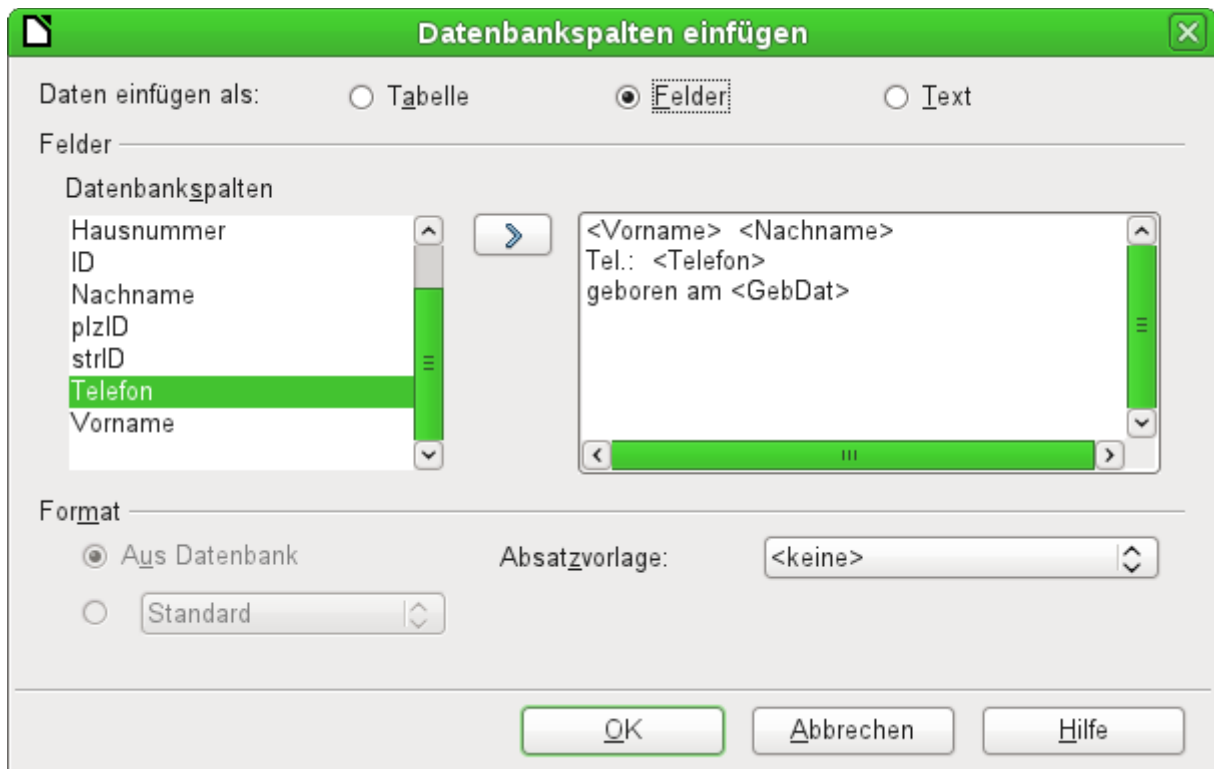 Datenbankspalten einfügen
Daten einfügen als: Tabelle Felder Text
Felder
Datenbankspalten
Hausnummer
ID
Nachname
plzID
strID
Telefon
Vorname
<Vorname> <Nachname>
Tel.: <Telefon>
geboren am <GebDat>
Format
Aus Datenbank Absatzvorlage: <keine>
Standard
OK Abbrechen Hilfe